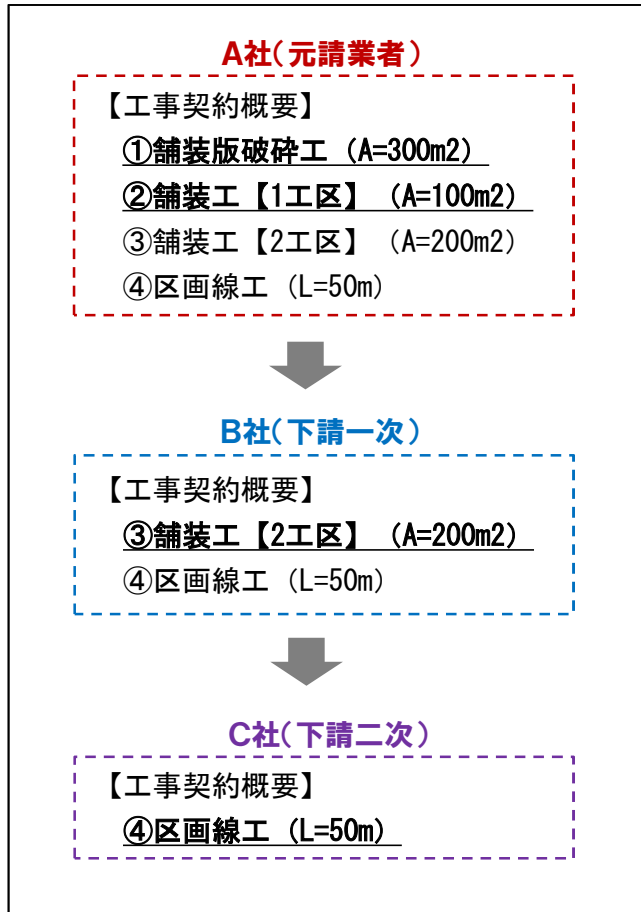 A社(元請業者)
【工事契約概要】
①舗装版破砕工 (A=300m2)
②舗装工【1工区】 (A=100m2)
③舗装工【2工区】 (A=200m2)
④区画線工 (L=50m)
B社(下請一次)
【工事契約概要】
③舗装工【2工区】 (A=200m2)
④区画線工 (L=50m)
C社(下請二次)
【工事契約概要】
④区画線工 (L=50m)